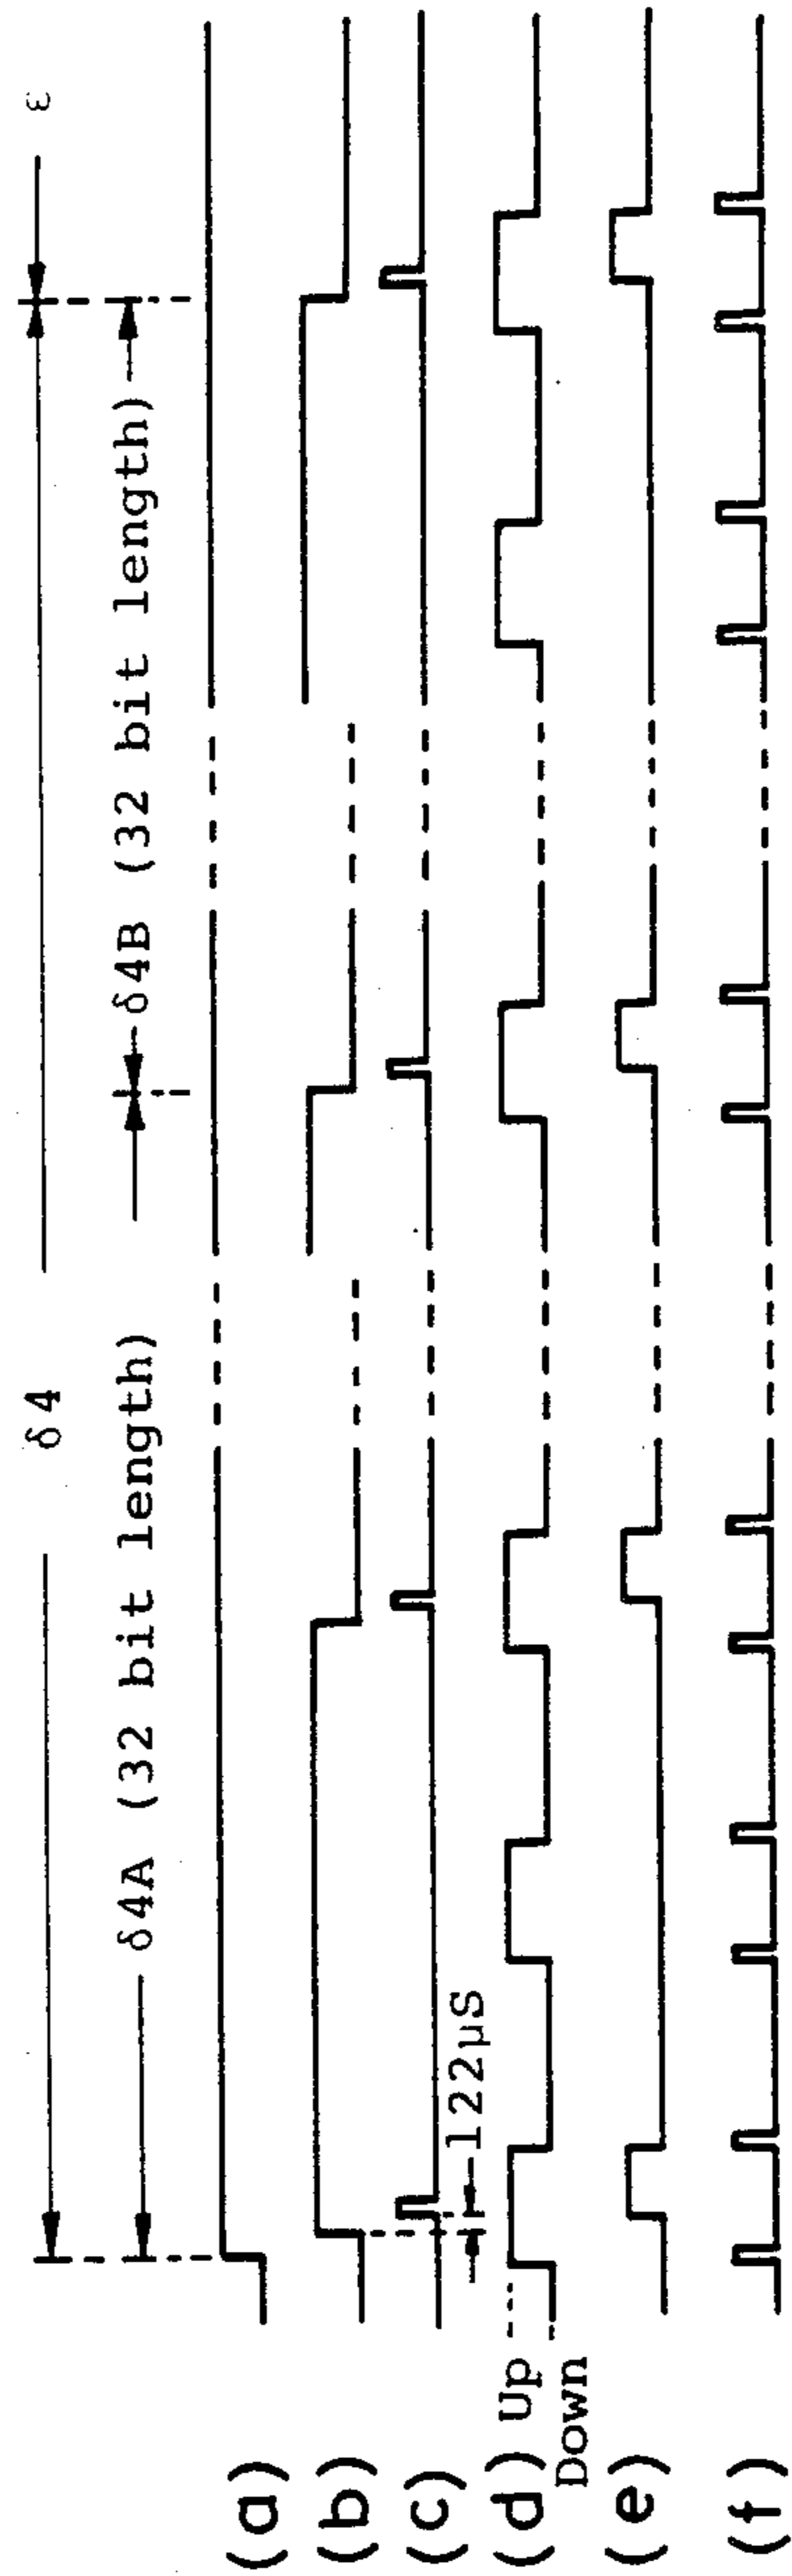 δ4
ε
δ4A (32 bit length)
δ4B (32 bit length)
(a)
(b)
(c)
122μS
(d) Up
Down
(e)
(f)